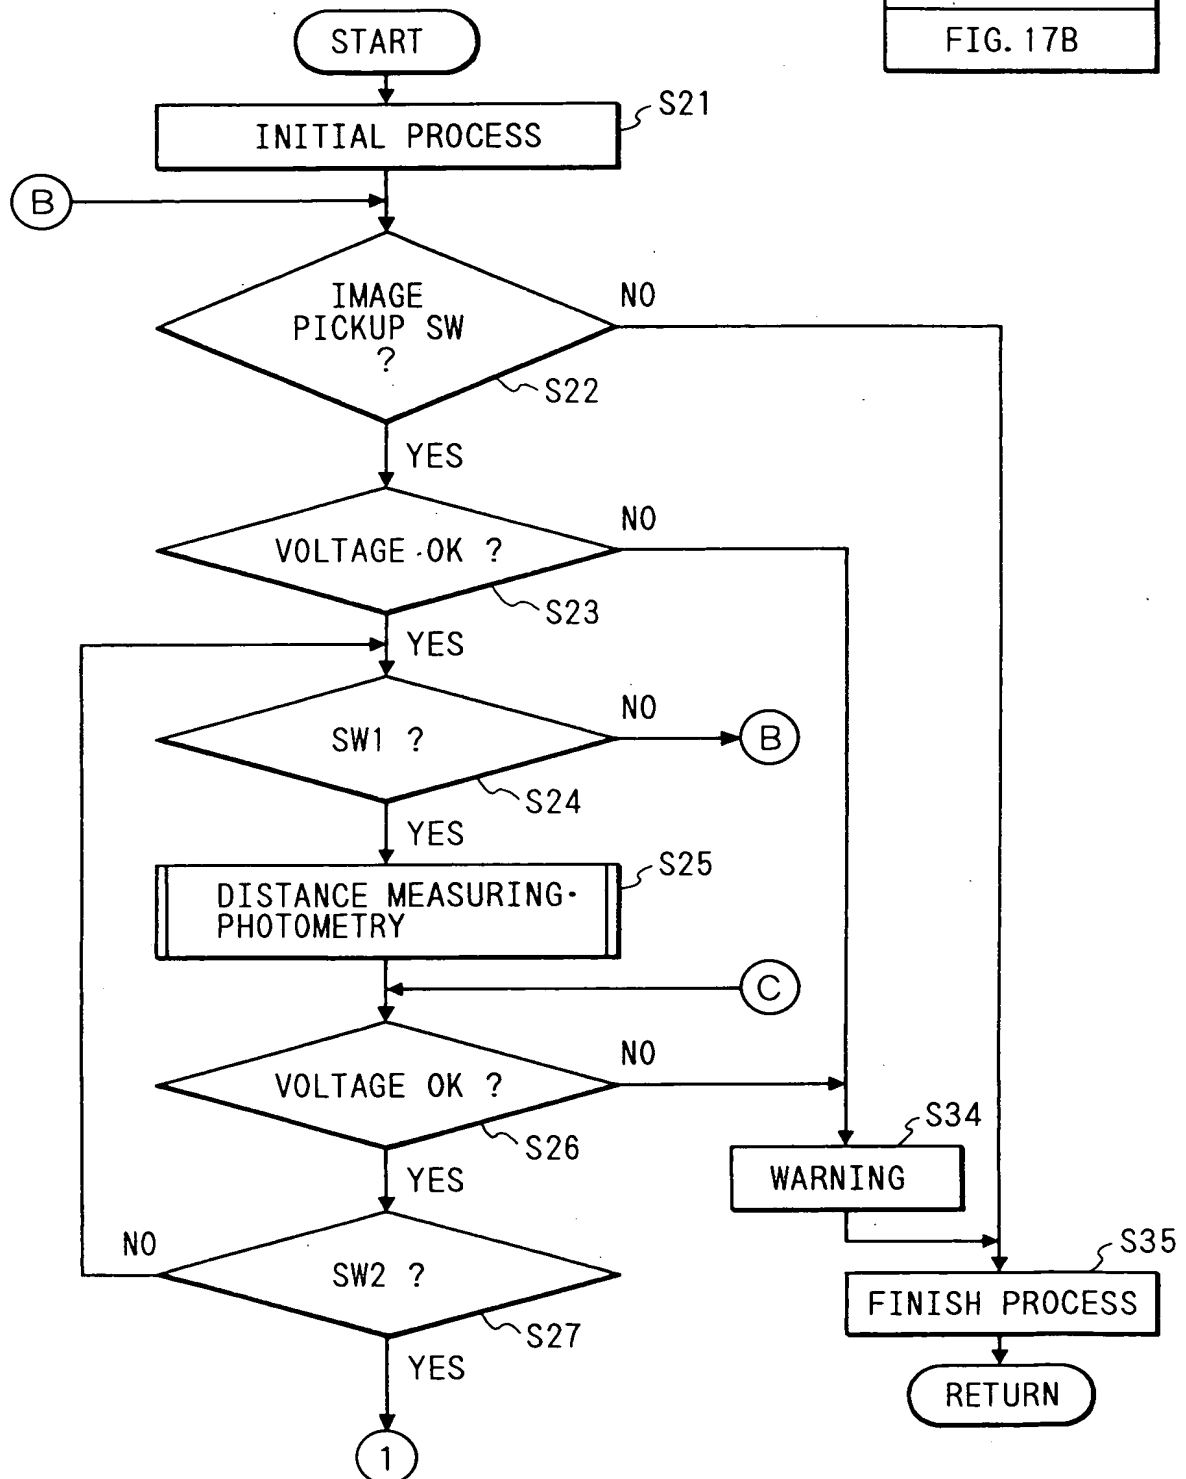 START
FIG. 17B
INITIAL PROCESS
S21
B
IMAGE
PICKUP SW
?
NO
S22
YES
VOLTAGE OK ?
NO
S23
YES
SW1 ?
NO
B
S24
YES
DISTANCE MEASURING·
PHOTOMETRY
S25
C
VOLTAGE OK ?
NO
S26
YES
S34
WARNING
NO
SW2 ?
S27
S35
FINISH PROCESS
YES
RETURN
1